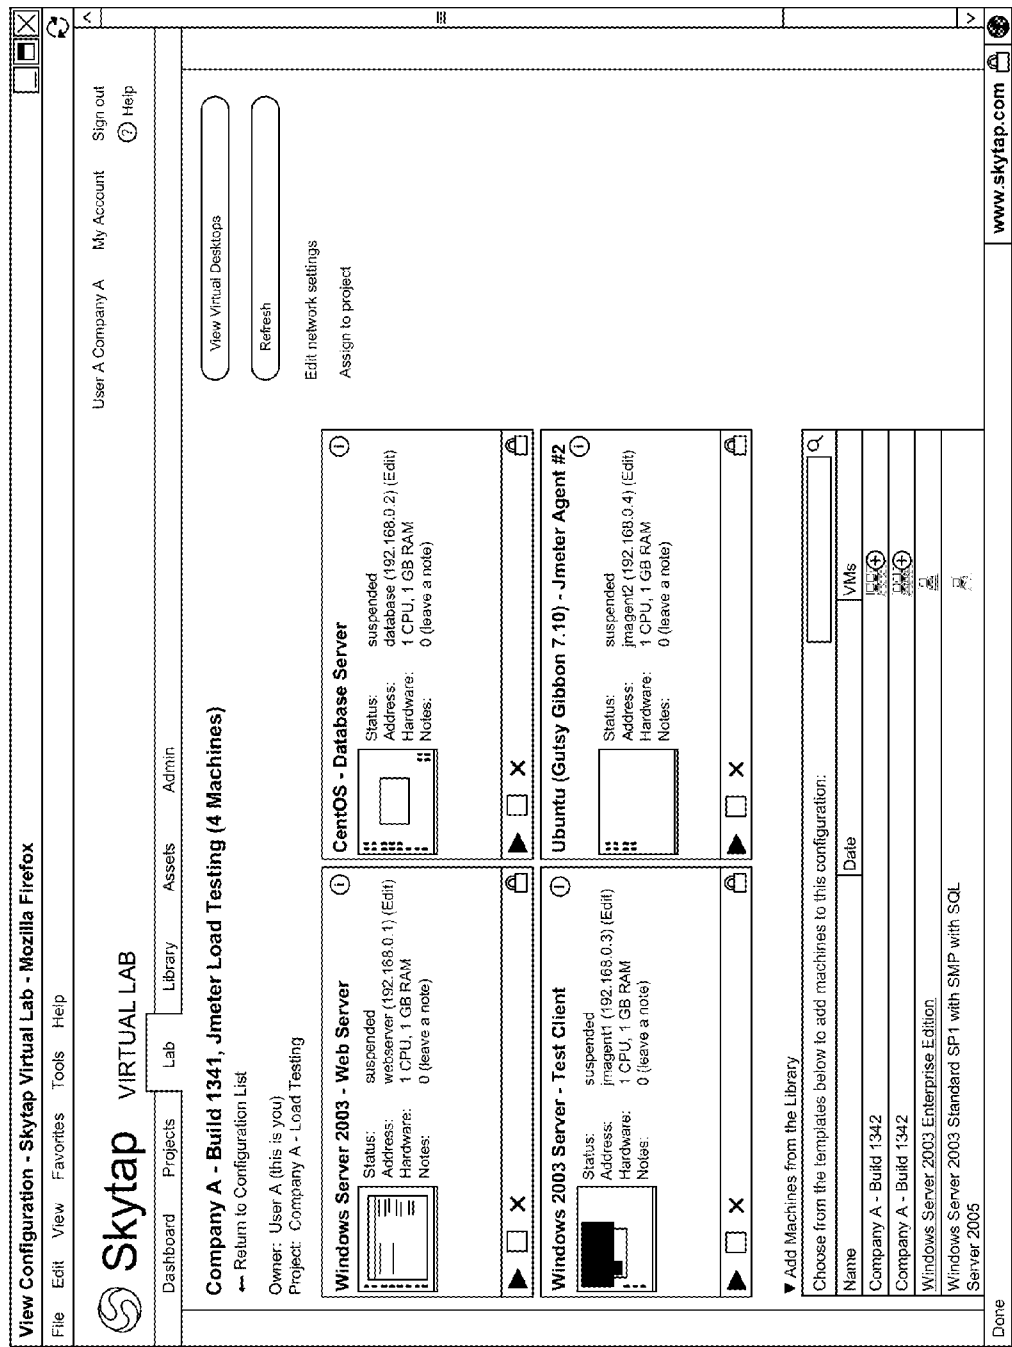 View Configuration - Skytap Virtual Lab - Mozilla Firefox
File Edit View Favorites Tools Help
Skytap VIRTUAL LAB
User A Company A My Account Sign out
? Help
Dashboard Projects Lab Library Assets Admin
Company A - Build 1341, Jmeter Load Testing (4 Machines)
Return to Configuration List
Owner: User A (this is you)
Project: Company A - Load Testing
View Virtual Desktops
Refresh
Edit network settings
Assign to project
Windows Server 2003 - Web Server
Status: suspended
Address: webserver (192.168.0.1) (Edit)
Hardware: 1 CPU, 1 GB RAM
Notes: 0 (leave a note)
CentOS - Database Server
Status: suspended
Address: database (192.168.0.2) (Edit)
Hardware: 1 CPU, 1 GB RAM
Notes: 0 (leave a note)
Windows 2003 Server - Test Client
Status: suspended
Address: jmagent1 (192.168.0.3) (Edit)
Hardware: 1 CPU, 1 GB RAM
Notes: 0 (leave a note)
Ubuntu (Gutsy Gibbon 7.10) - Jmeter Agent #2
Status: suspended
Address: jmagent2 (192.168.0.4) (Edit)
Hardware: 1 CPU, 1 GB RAM
Notes: 0 (leave a note)
Add Machines from the Library
Choose from the templates below to add machines to this configuration:
Name Date VMs
Company A - Build 1342
Company A - Build 1342
Windows Server 2003 Enterprise Edition
Windows Server 2003 Standard SP1 with SMP with SQL
Server 2005
Done www.skytap.com